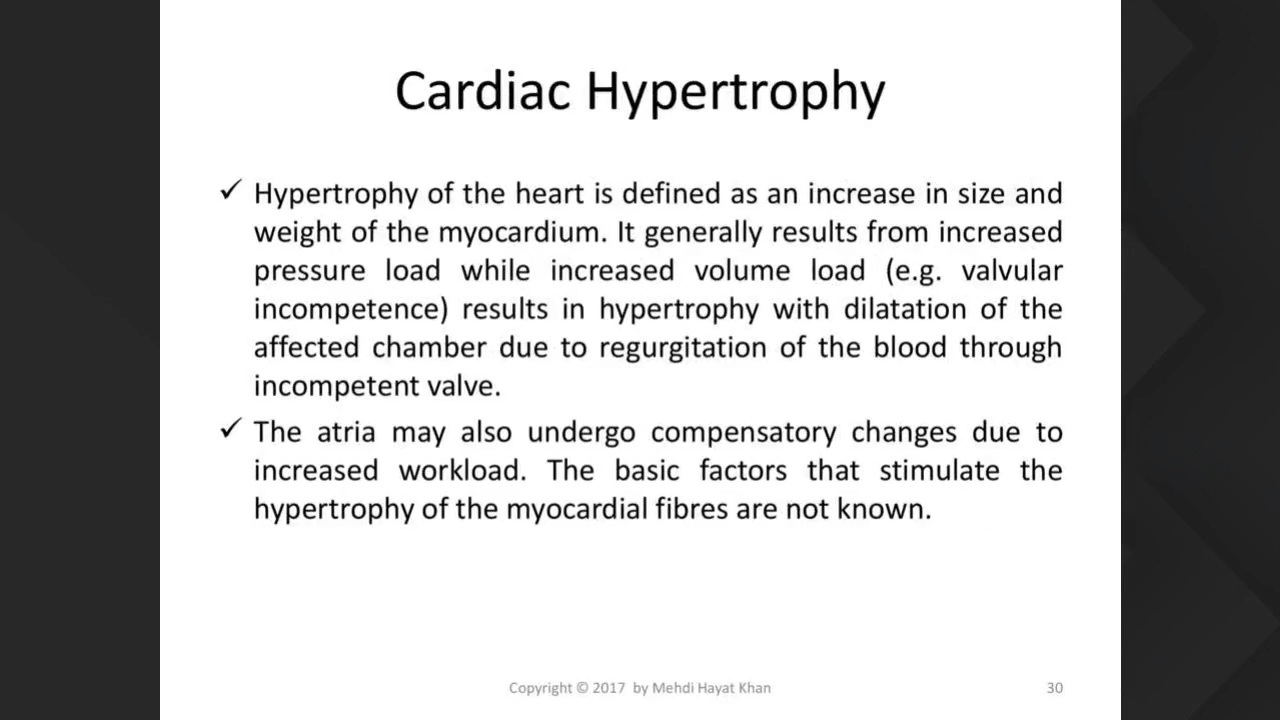 Cardiac Hypertrophy
✓ Hypertrophy of the heart is defined as an increase in size and
weight of the myocardium. It generally results from increased
pressure load while increased volume load (e.g. valvular
incompetence) results in hypertrophy with dilatation of the
affected chamber due to regurgitation of the blood through
incompetent valve.
✓ The atria may also undergo compensatory changes due to
increased workload. The basic factors that stimulate the
hypertrophy of the myocardial fibres are not known.
Copyright © 2017 by Mehdi Hayat Khan
30